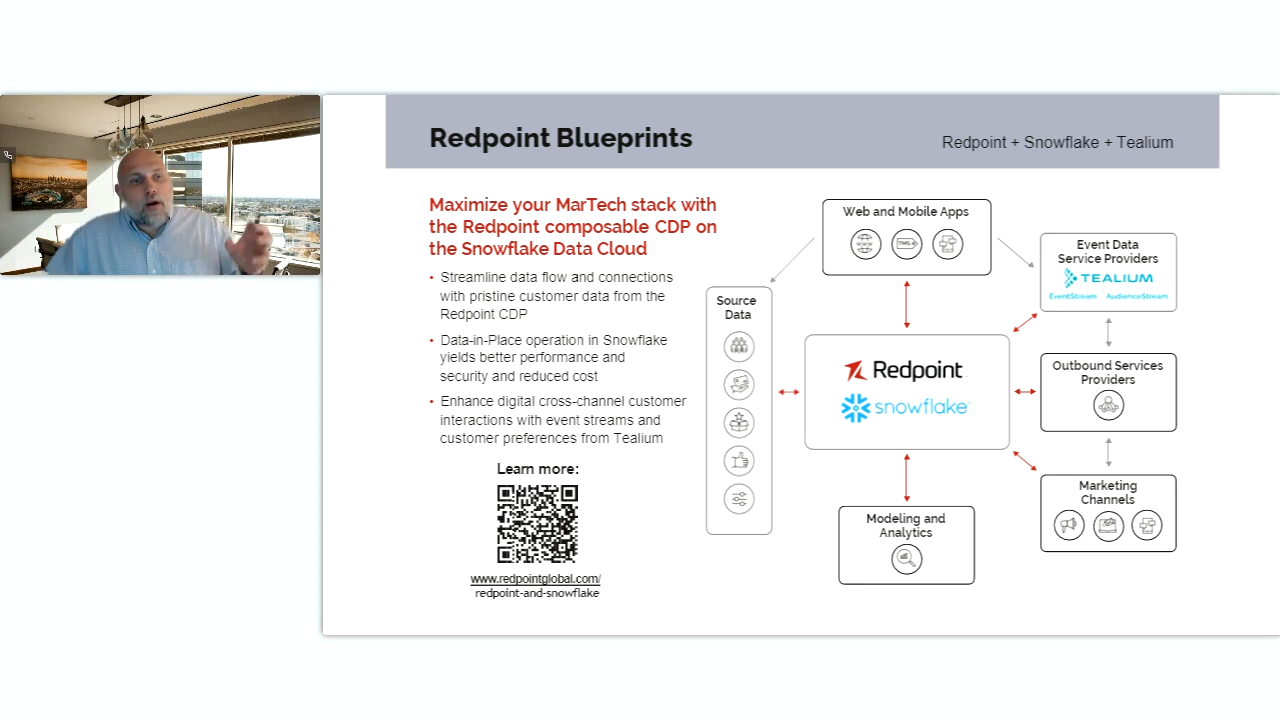 Redpoint Blueprints
Redpoint + Snowflake + Tealium
Maximize your MarTech stack with
the Redpoint composable CDP on
the Snowflake Data Cloud
• Streamline data flow and connections
with pristine customer data from the
Redpoint CDP
• Data-in-Place operation in Snowflake
yields better performance and
security and reduced cost
• Enhance digital cross-channel customer
interactions with event streams and
customer preferences from Tealium
Learn more:
www.redpointglobal.com/
redpoint-and-snowflake
Web and Mobile Apps
WWW
Event Data
Service Providers
TEALIUM
EventStream AudienceStream
Source
Data
Redpoint
snowflake
Outbound Services
Providers
Marketing
Channels
Modeling and
Analytics